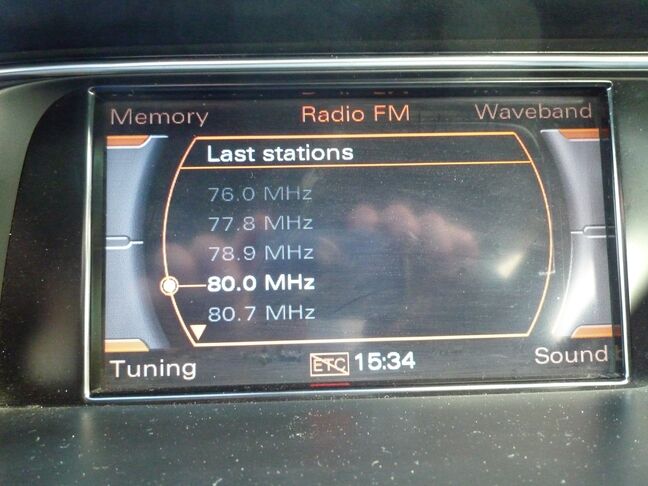 Memory Radio FM Waveband
Last stations
76.0 MHz
77.8 MHz
78.9 MHz
80.0 MHz
80.7 MHz
Tuning ETC 15:34 Sound